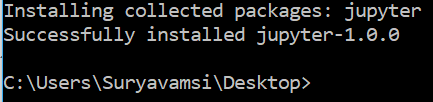 Installing collected packages: jupyter
Successfully installed jupyter-1.0.0
C:\Users\Suryavamsi\Desktop>